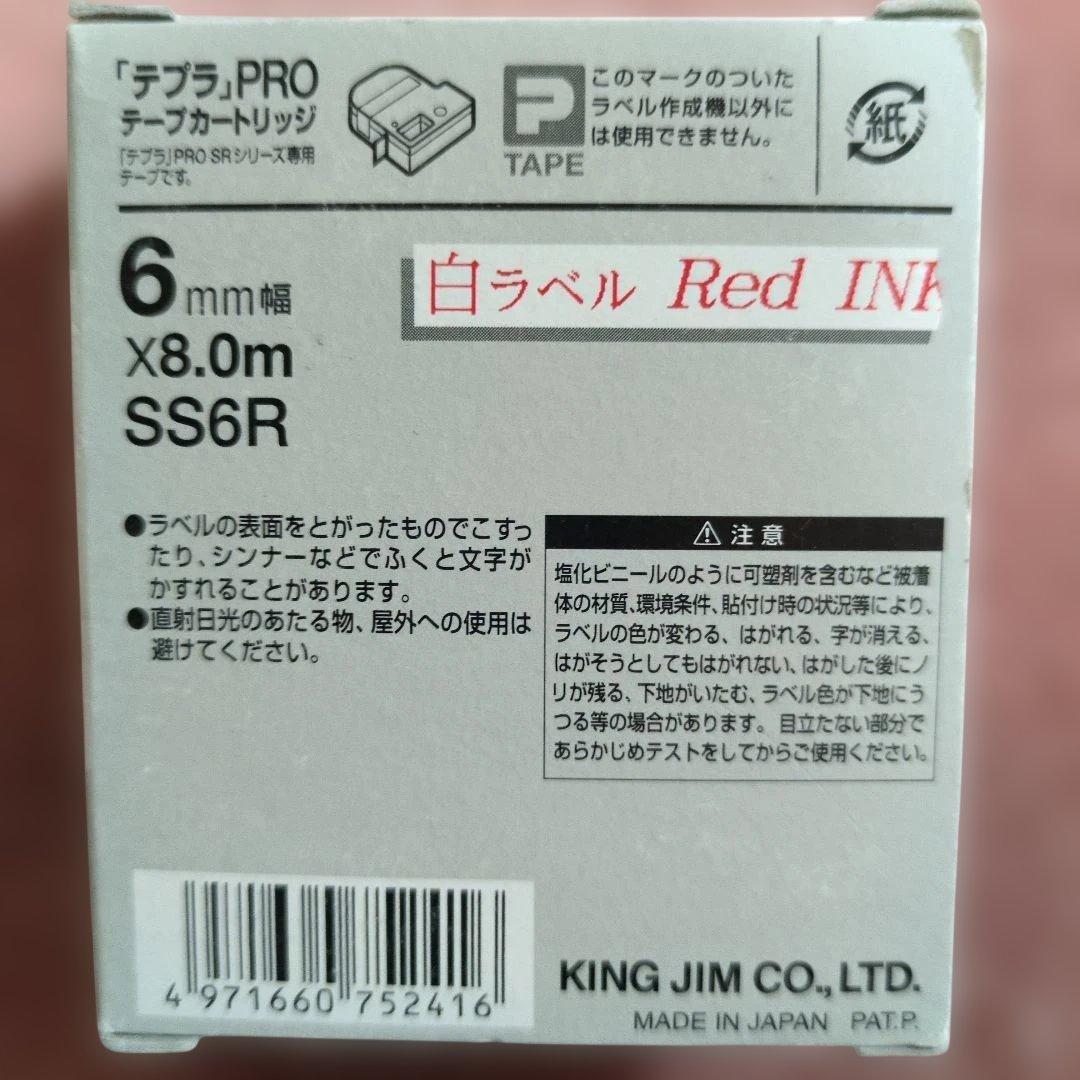 「テプラ」PRO
テープカートリッジ
「テプラ」PRO SRシリーズ専用
テープです。
TAPE
このマークのついた
ラベル作成機以外に
は使用できません。
紙
6mm幅
X8.0m
SS6R
白ラベル Red INK
●ラベルの表面をとがったものでこすっ
たり、シンナーなどでふくと文字が
かすれることがあります。
●直射日光のあたる物、屋外への使用は
避けてください。
⚠ 注意
塩化ビニールのように可塑剤を含むなど被着
体の材質、環境条件、貼付け時の状況等により、
ラベルの色が変わる、はがれる、字が消える、
はがそうとしてもはがれない、はがした後にノ
リが残る、下地がいたむ、ラベル色が下地にう
つる等の場合があります。目立たない部分で
あらかじめテストをしてからご使用ください。
4 971660 752416
KING JIM CO., LTD.
MADE IN JAPAN PAT.P.